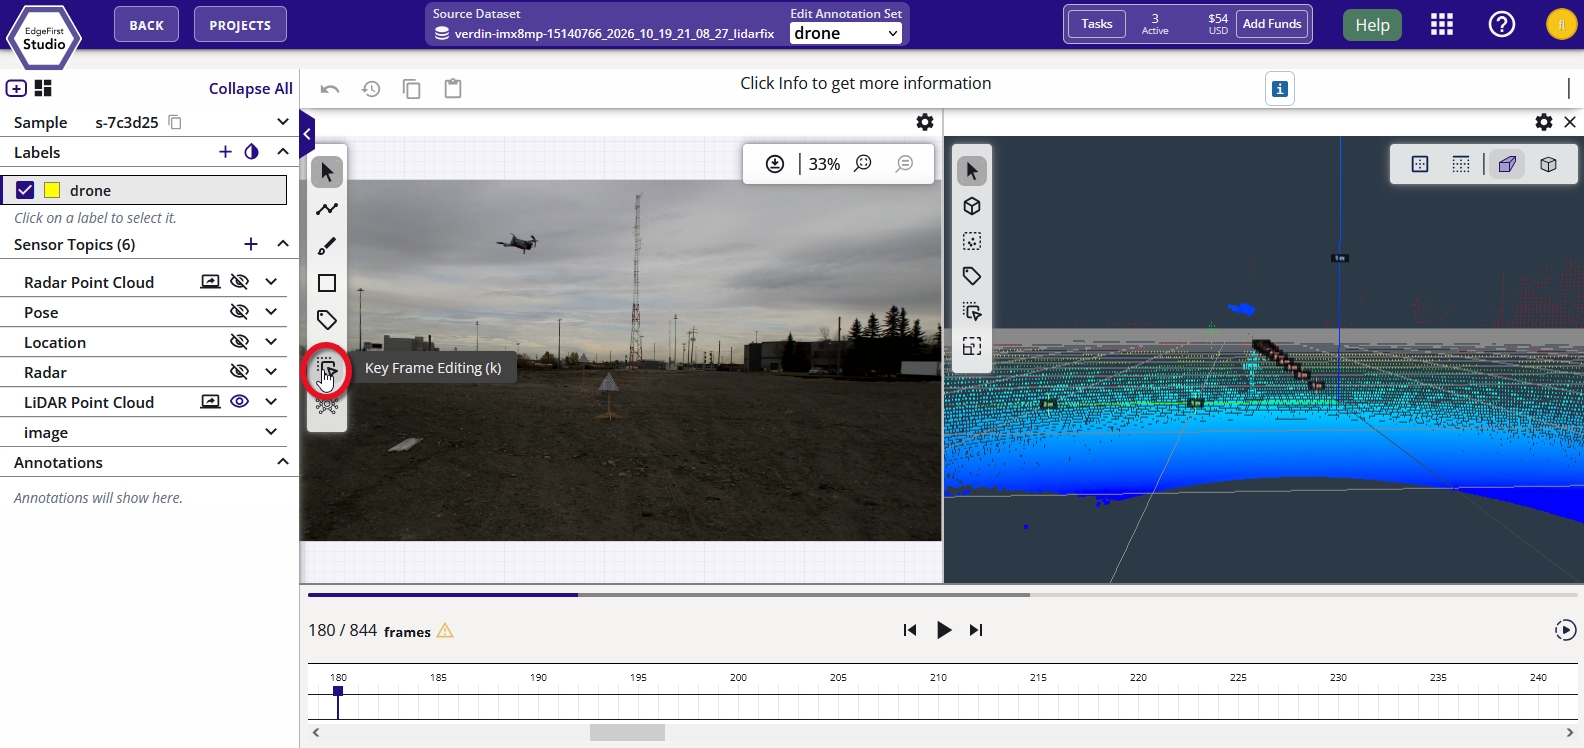 EdgeFirst
Studio
BACK
PROJECTS
Source Dataset
verdin-imx8mp-15140766_2026_10_19_21_08_27_lidarfix
Edit Annotation Set
drone
Tasks
3
Active
$54
USD
Add Funds
Help
fl
Collapse All
Click Info to get more information
Sample s-7c3d25
Labels
drone
Click on a label to select it.
Sensor Topics (6)
Radar Point Cloud
Pose
Location
Radar
LiDAR Point Cloud
image
Annotations
Annotations will show here.
33%
Key Frame Editing (k)
180 / 844 frames
180 185 190 195 200 205 210 215 220 225 230 235 240